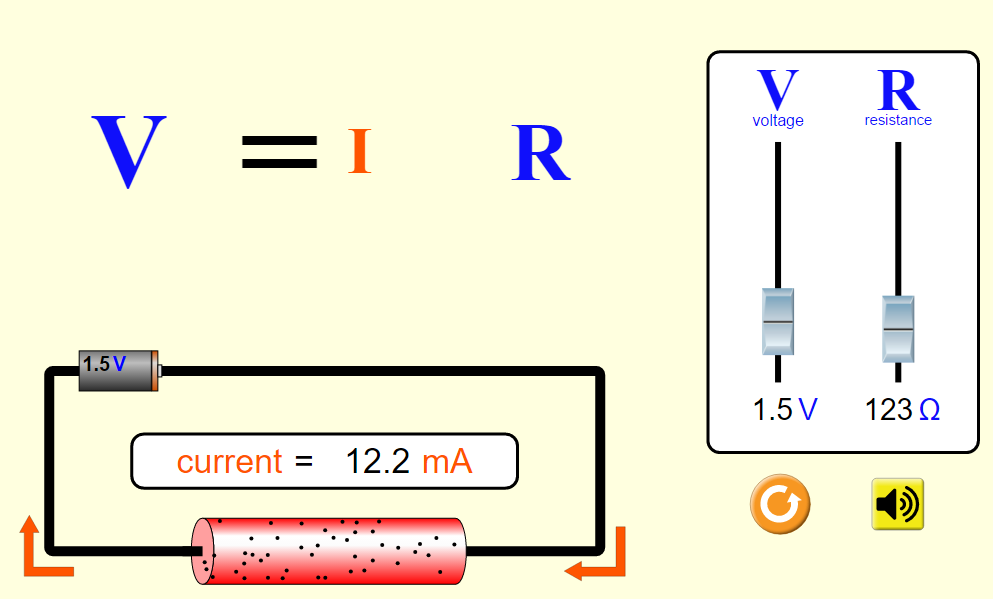 V = I R
V R
voltage resistance
1.5 V 123 Ω
1.5 V
current = 12.2 mA